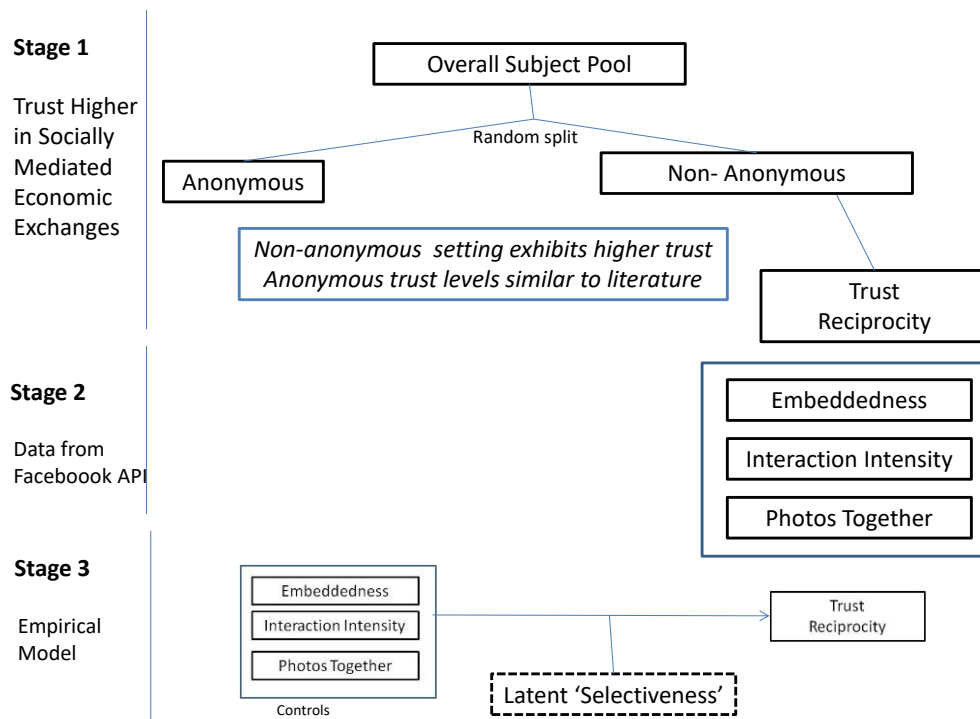 Stage 1
Trust Higher
in Socially
Mediated
Economic
Exchanges
Overall Subject Pool
Random split
Anonymous
Non- Anonymous
Non-anonymous setting exhibits higher trust
Anonymous trust levels similar to literature
Trust
Reciprocity
Stage 2
Data from
Faceboook API
Embeddedness
Interaction Intensity
Photos Together
Stage 3
Empirical
Model
Embeddedness
Interaction Intensity
Photos Together
Controls
Latent ‘Selectiveness’
Trust
Reciprocity